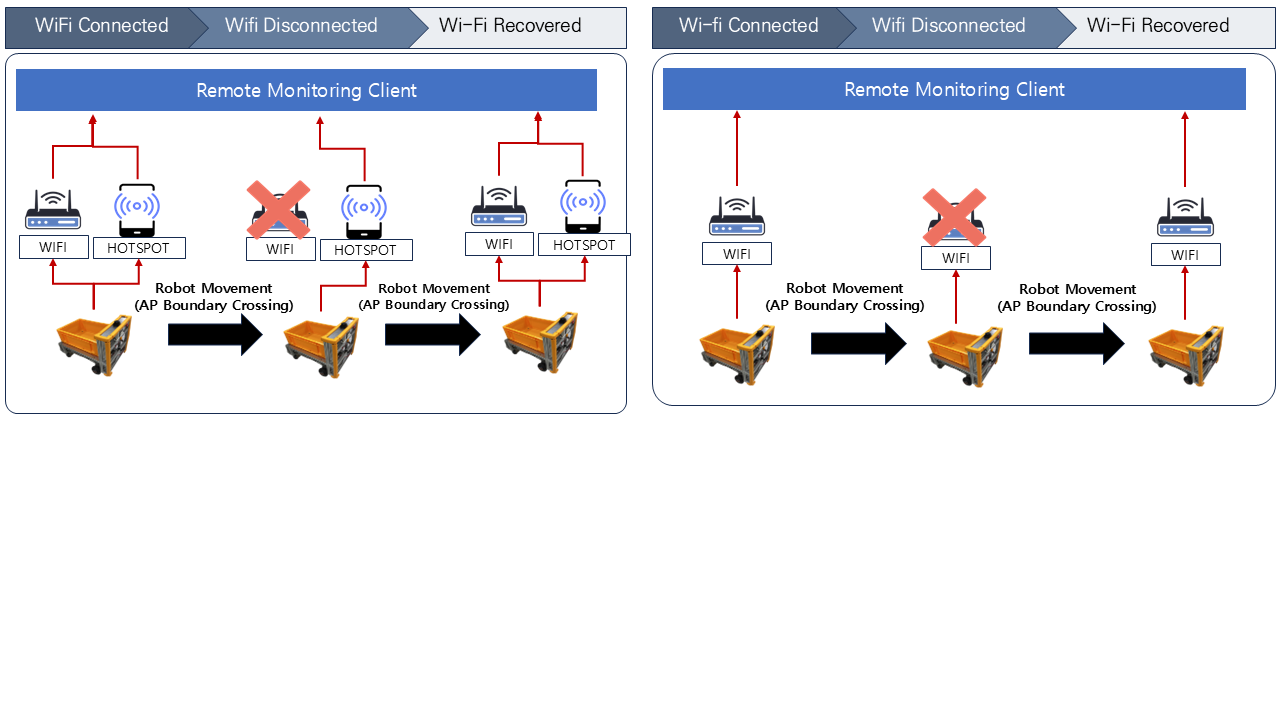 WiFi Connected
Wifi Disconnected
Wi-Fi Recovered
Remote Monitoring Client
WIFI
HOTSPOT
WIFI
HOTSPOT
WIFI
HOTSPOT
Robot Movement
(AP Boundary Crossing)
Robot Movement
(AP Boundary Crossing)
Wi-fi Connected
Wifi Disconnected
Wi-Fi Recovered
Remote Monitoring Client
WIFI
WIFI
WIFI
Robot Movement
(AP Boundary Crossing)
Robot Movement
(AP Boundary Crossing)